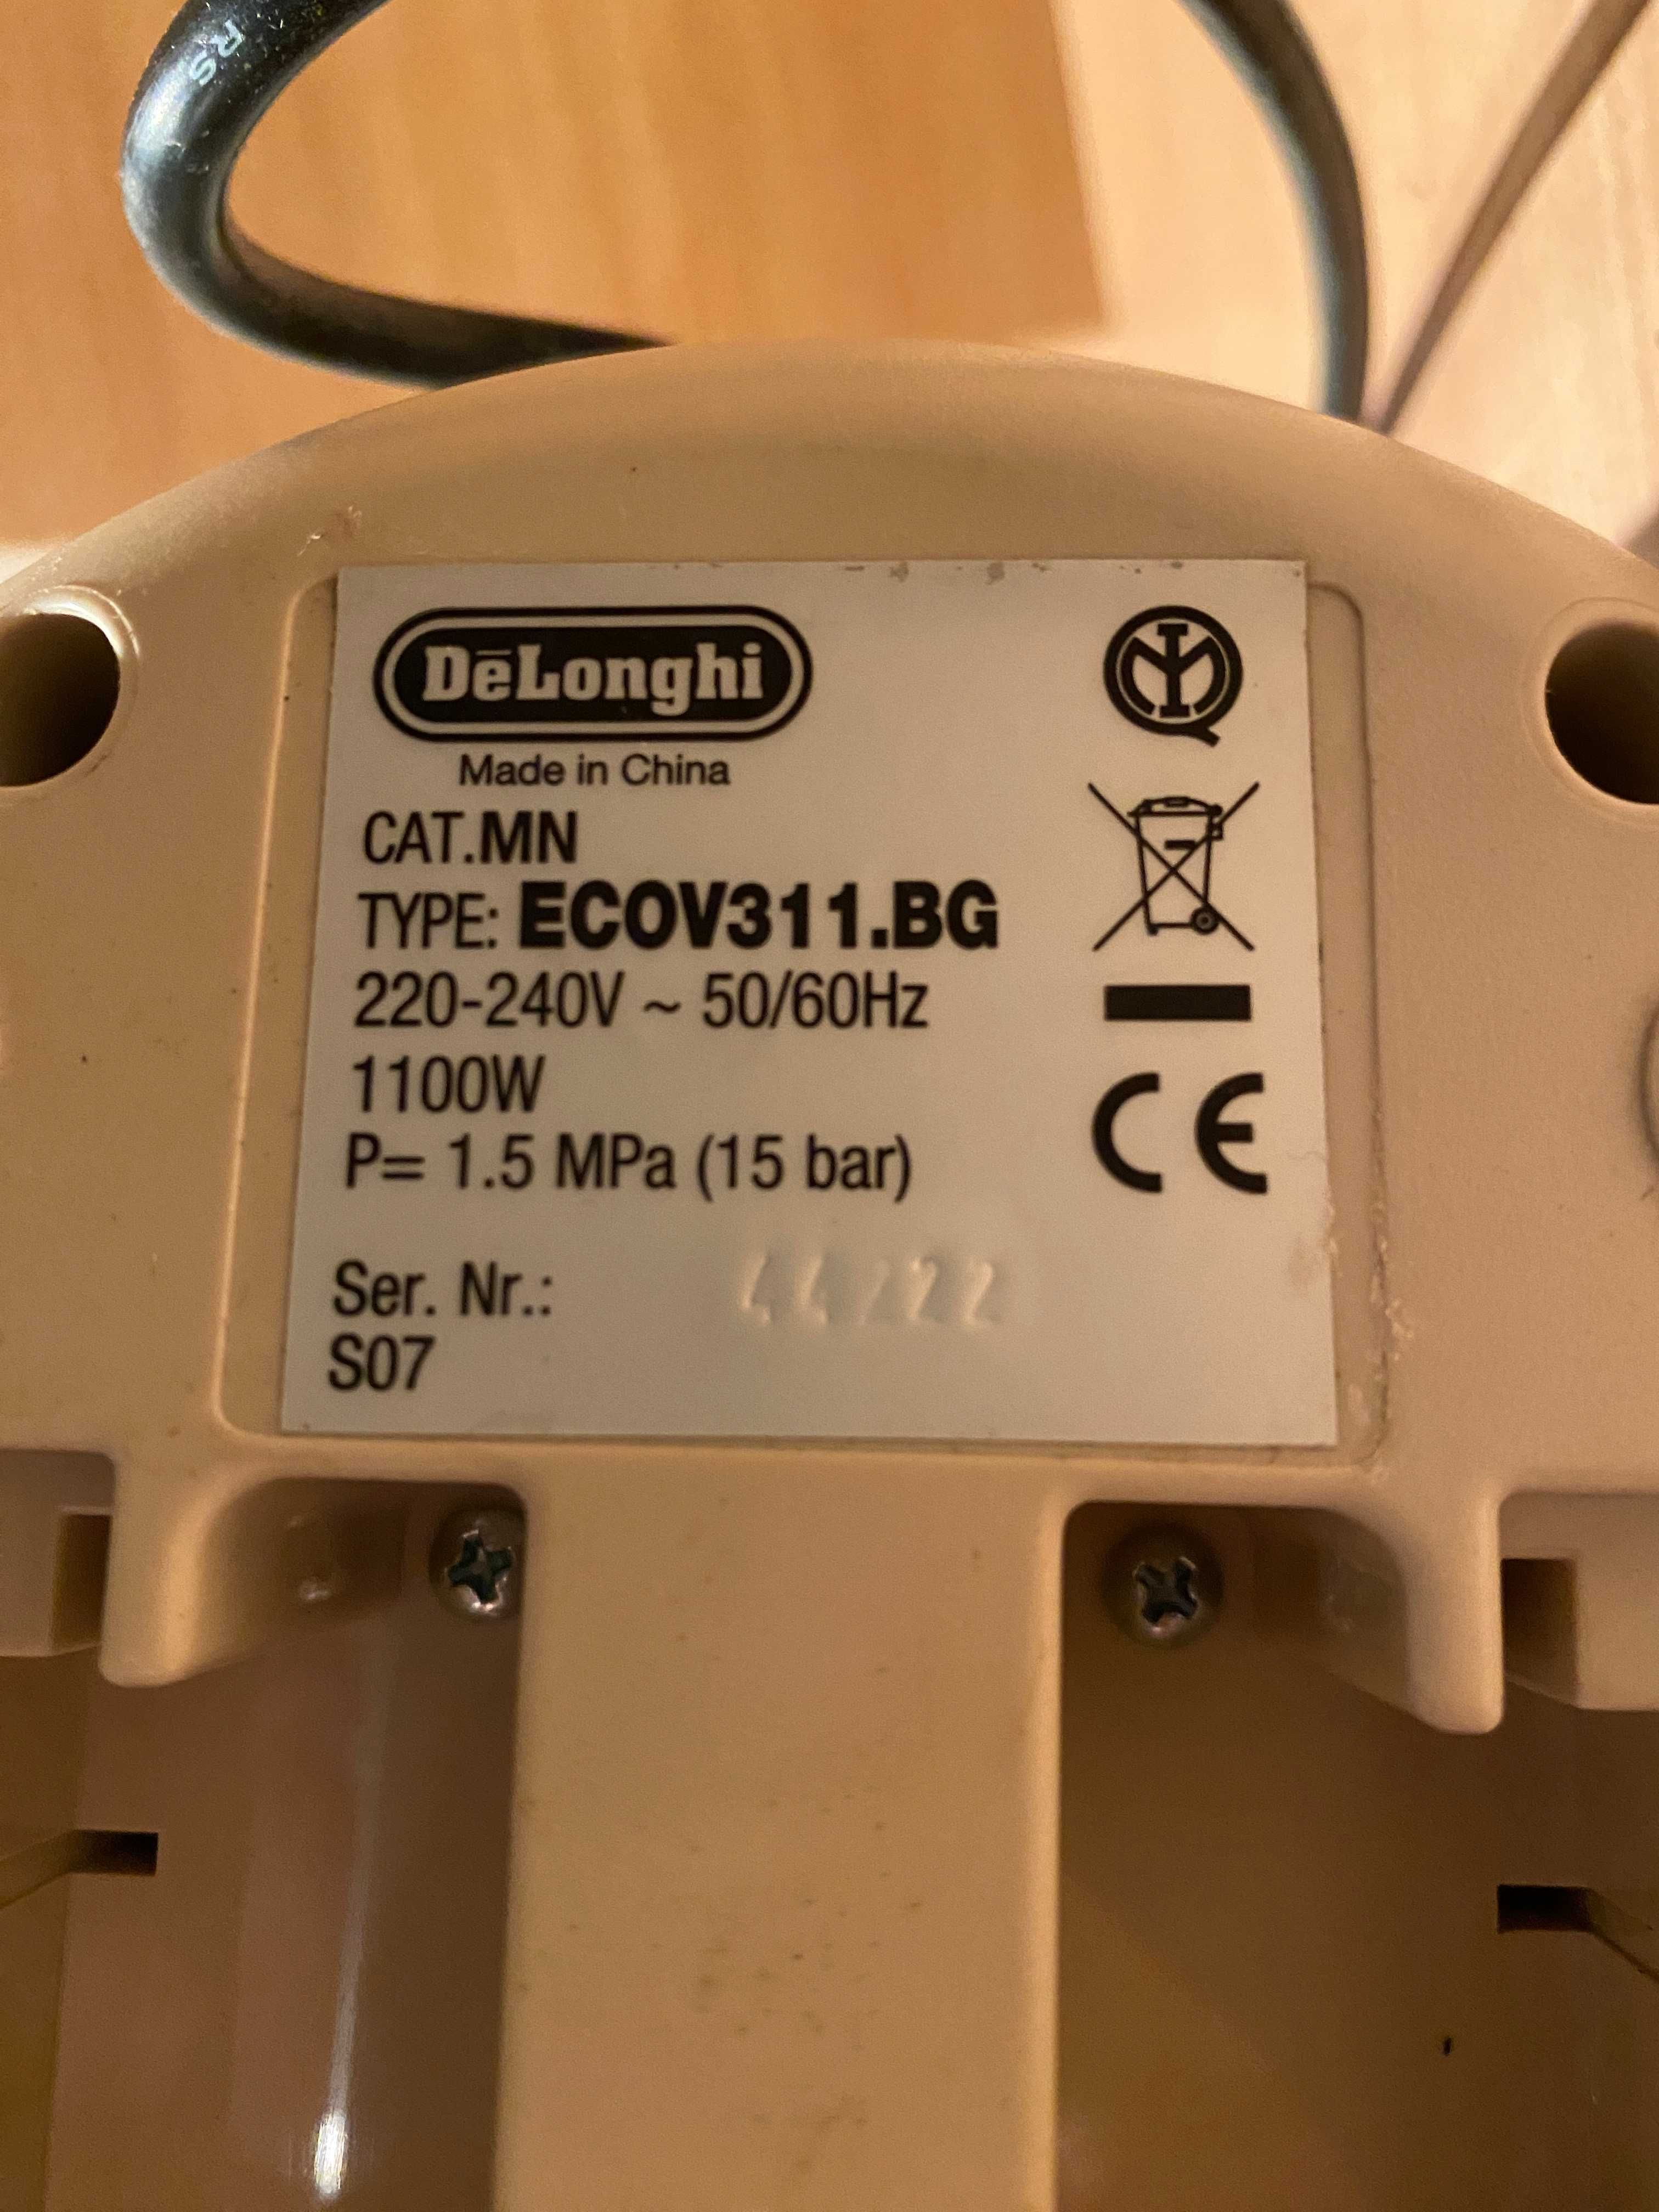 RS
DēLonghi
Made in China
CAT.MN
TYPE: ECOV311.BG
220-240V ~ 50/60Hz
1100W
P= 1.5 MPa (15 bar)
CE
Ser. Nr.:
S07